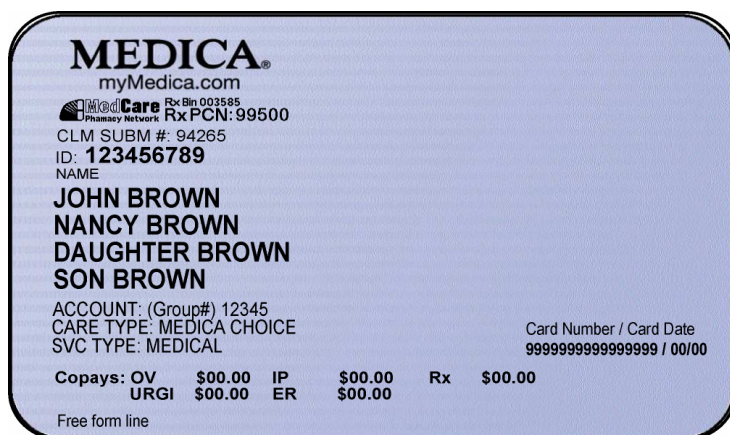 MEDICA®
myMedica.com
MedCare Rx Bin 003585
Phamacy Network RxPCN:99500
CLM SUBM #: 94265
ID: 123456789
NAME
JOHN BROWN
NANCY BROWN
DAUGHTER BROWN
SON BROWN
ACCOUNT: (Group#) 12345
CARE TYPE: MEDICA CHOICE
SVC TYPE: MEDICAL
Card Number / Card Date
9999999999999999 / 00/00
Copays: OV $00.00 IP $00.00 Rx $00.00
URGI $00.00 ER $00.00
Free form line